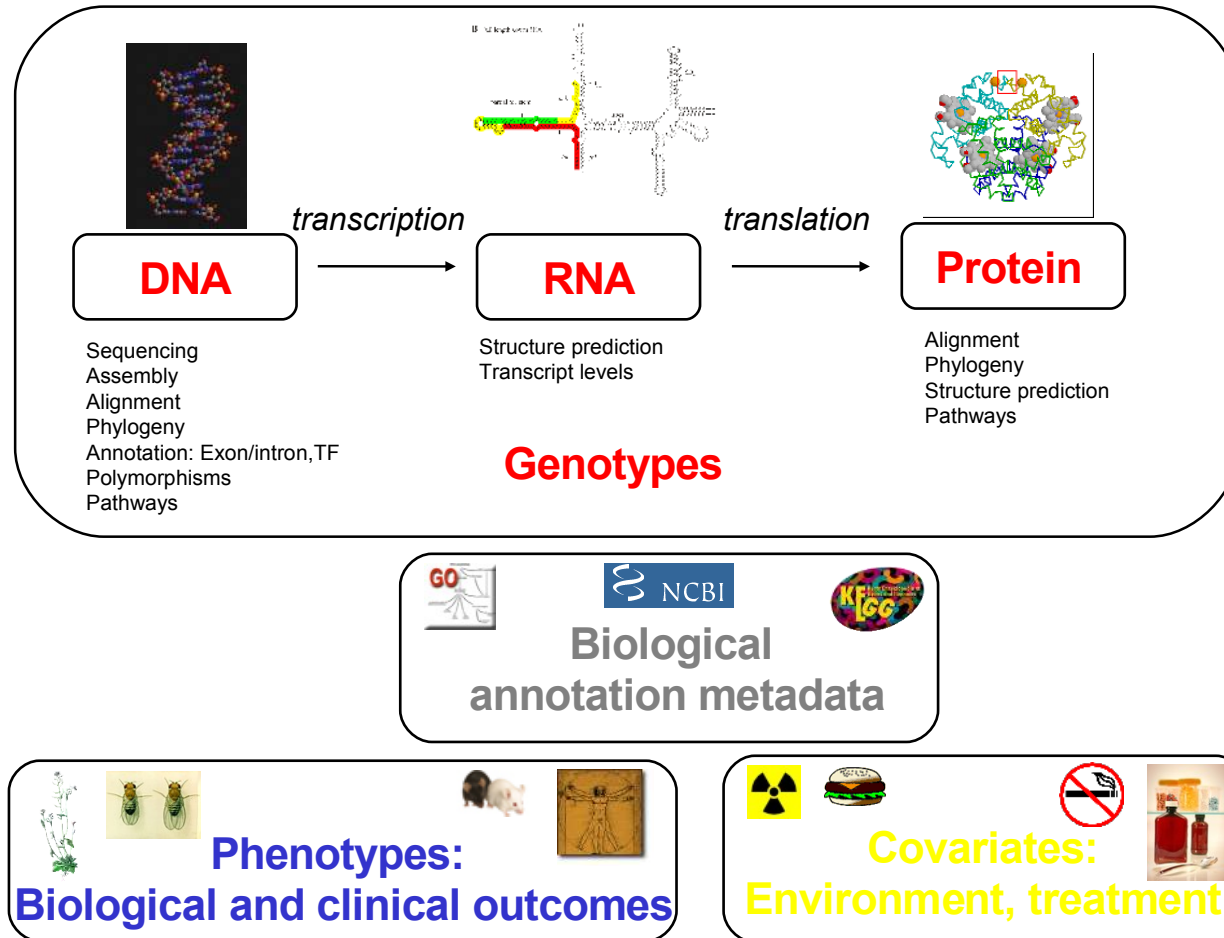 transcription
translation
DNA
RNA
Protein
Sequencing
Assembly
Alignment
Phylogeny
Annotation: Exon/intron,TF
Polymorphisms
Pathways
Structure prediction
Transcript levels
Alignment
Phylogeny
Structure prediction
Pathways
Genotypes
GO
NCBI
KEGG
Biological
annotation metadata
Phenotypes:
Biological and clinical outcomes
Covariates:
Environment, treatment